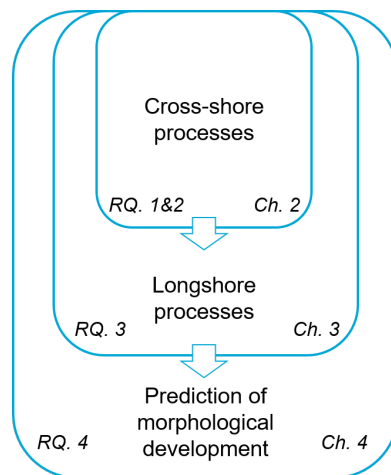 Cross-shore
processes
RQ. 1&2
Ch. 2
Longshore
processes
RQ. 3
Ch. 3
Prediction of
morphological
development
RQ. 4
Ch. 4